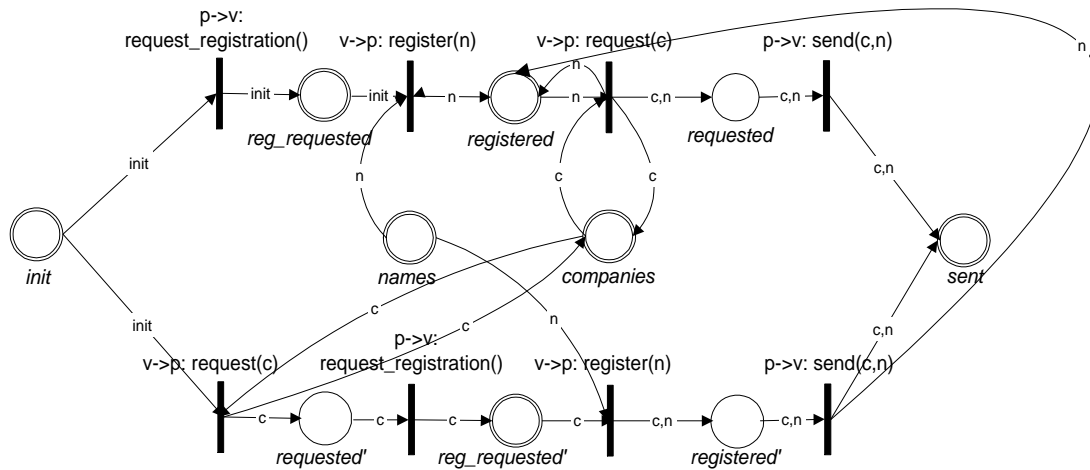 p->v:
request_registration()
v->p: register(n)
v->p: request(c)
p->v: send(c,n)
n
init
init
n
n
n
c,n
c,n
reg_requested
registered
requested
init
n
c
c
c,n
init
names
companies
sent
init
c
c
n
c,n
v->p: request(c)
p->v:
request_registration()
v->p: register(n)
p->v: send(c,n)
c
c
c
c
c,n
c,n
requested'
reg_requested'
registered'